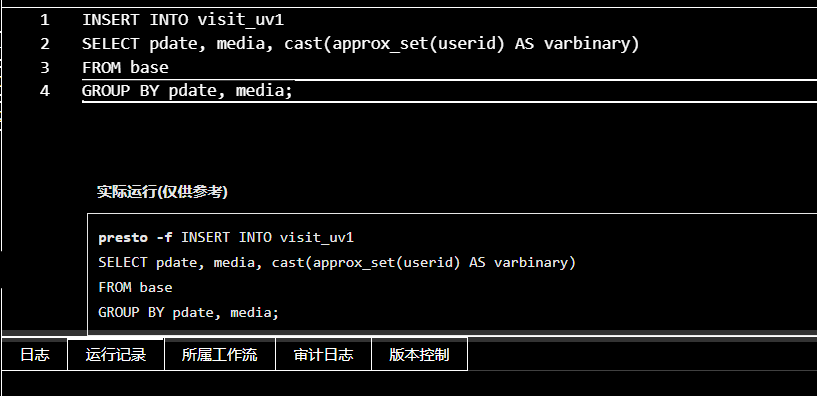 1 INSERT INTO visit_uv1
2 SELECT pdate, media, cast(approx_set(userid) AS varbinary)
3 FROM base
4 GROUP BY pdate, media;
实际运行(仅供参考)
presto -f INSERT INTO visit_uv1
SELECT pdate, media, cast(approx_set(userid) AS varbinary)
FROM base
GROUP BY pdate, media;
日志 运行记录 所属工作流 审计日志 版本控制